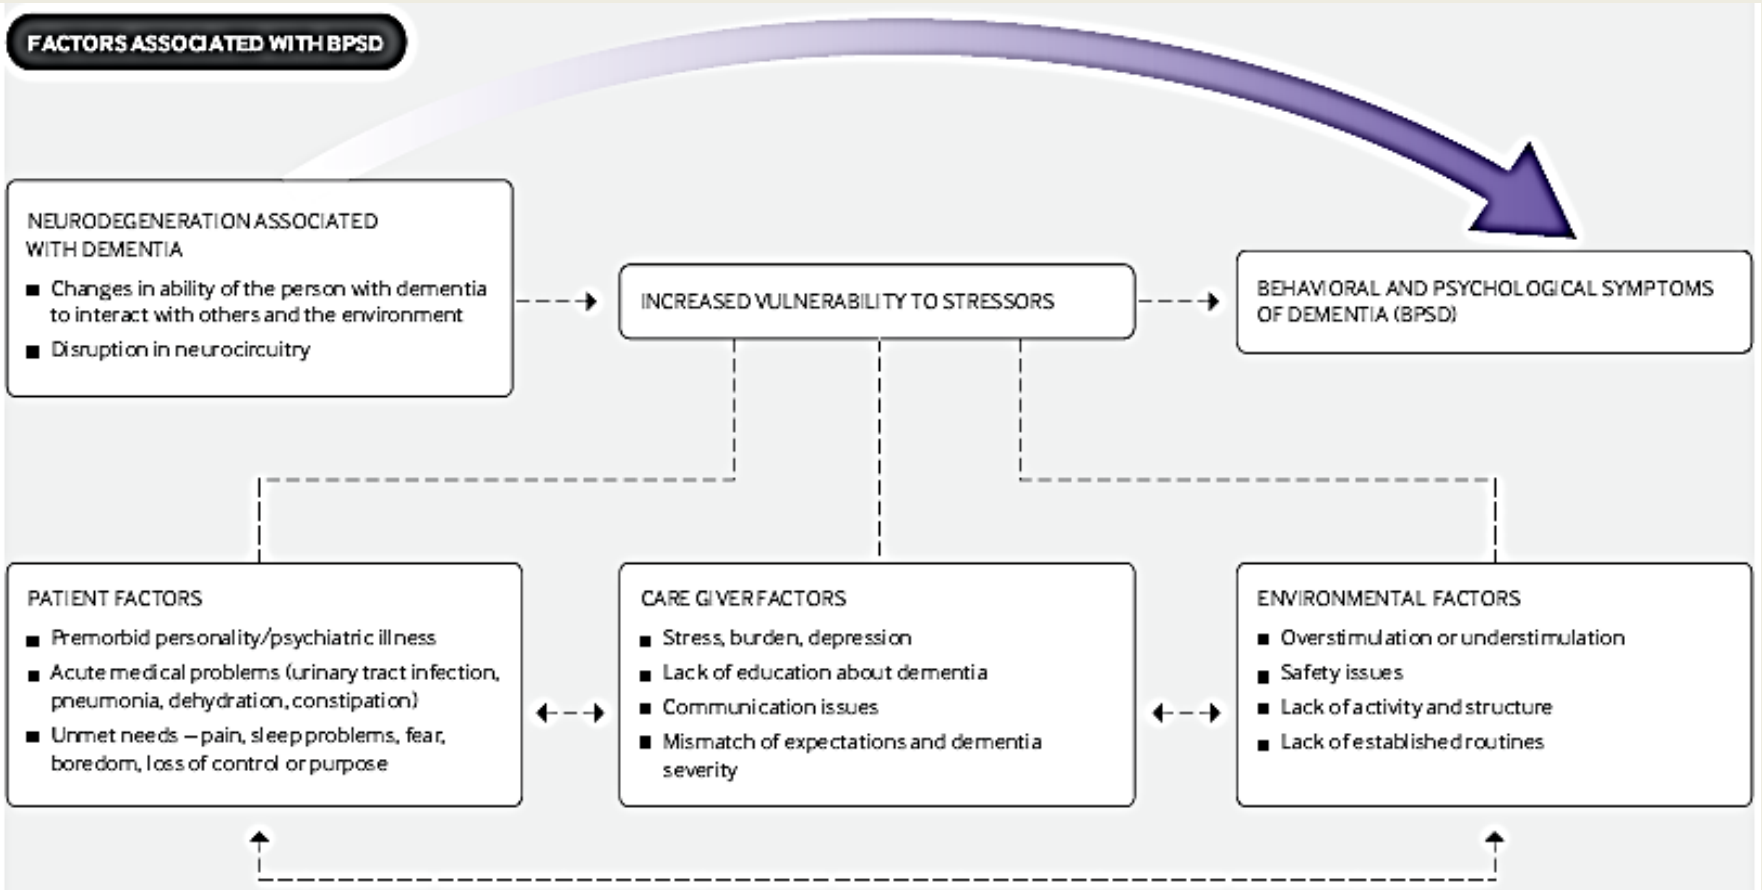 FACTORS ASSOCIATED WITH BPSD
NEURODEGENERATION ASSOCIATED
WITH DEMENTIA
■ Changes in ability of the person with dementia
to interact with others and the environment
■ Disruption in neurocircuitry
INCREASED VULNERABILITY TO STRESSORS
BEHAVIORAL AND PSYCHOLOGICAL SYMPTOMS
OF DEMENTIA (BPSD)
PATIENT FACTORS
■ Premorbid personality/psychiatric illness
■ Acute medical problems (urinary tract infection,
pneumonia, dehydration, constipation)
■ Unmet needs – pain, sleep problems, fear,
boredom, loss of control or purpose
CARE GIVER FACTORS
■ Stress, burden, depression
■ Lack of education about dementia
■ Communication issues
■ Mismatch of expectations and dementia
severity
ENVIRONMENTAL FACTORS
■ Overstimulation or understimulation
■ Safety issues
■ Lack of activity and structure
■ Lack of established routines